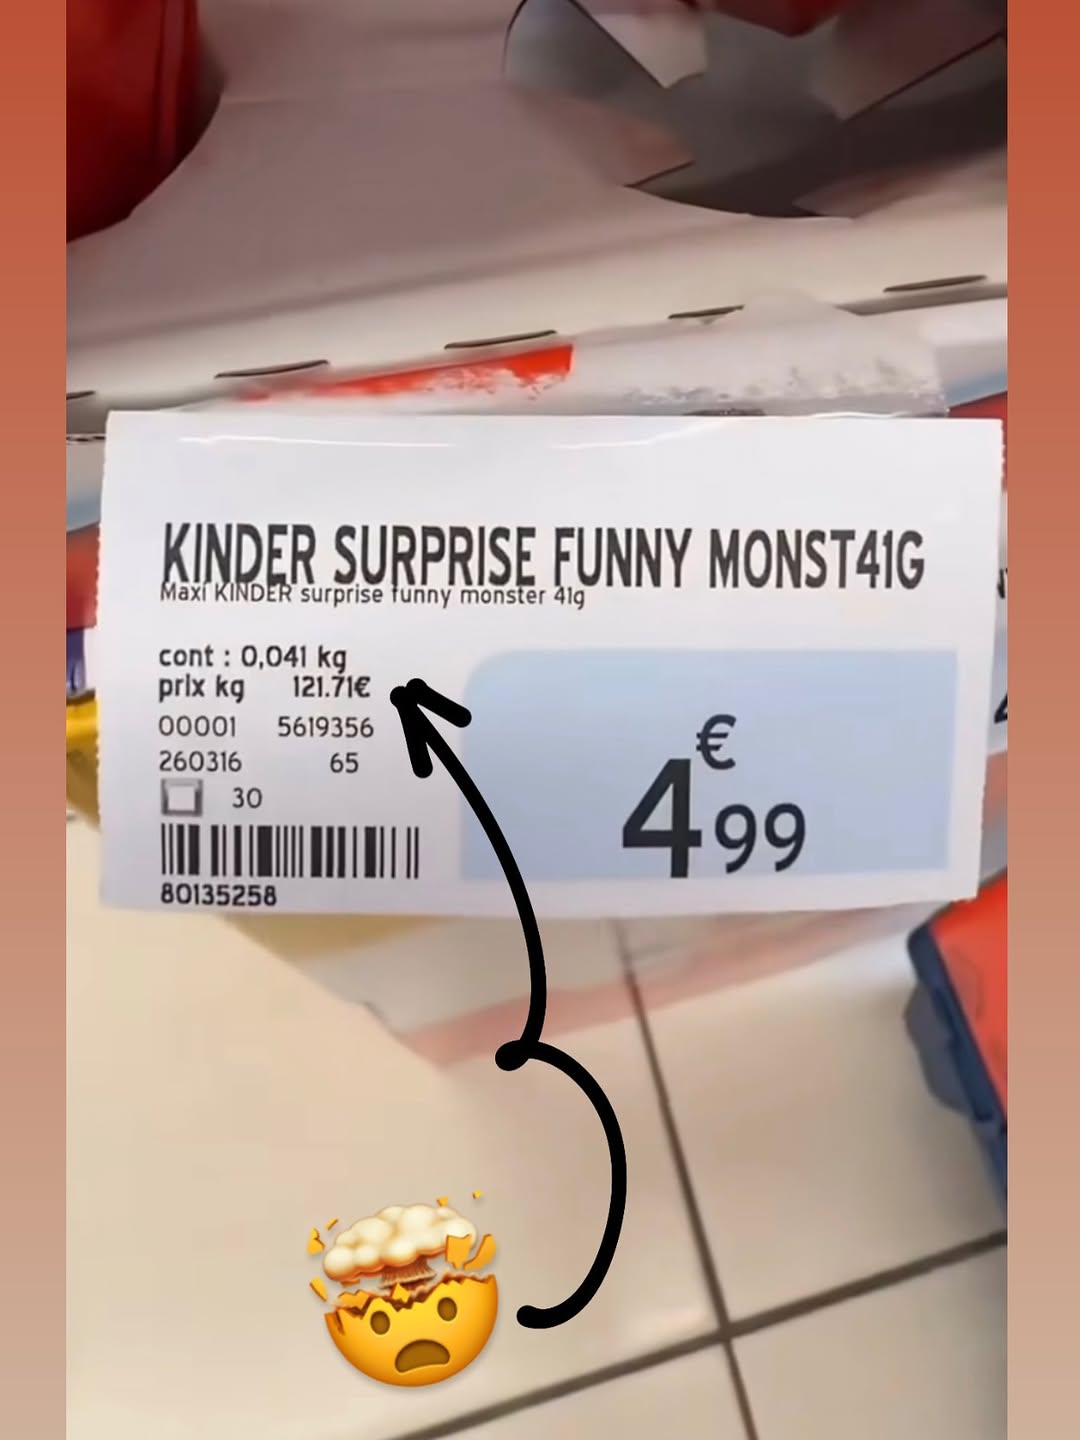 KINDER SURPRISE FUNNY MONST41G
Maxi KINDER surprise funny monster 41g
cont : 0,041 kg
prix kg 121.71€
00001 5619356
260316 65
30
80135258
€
4 99